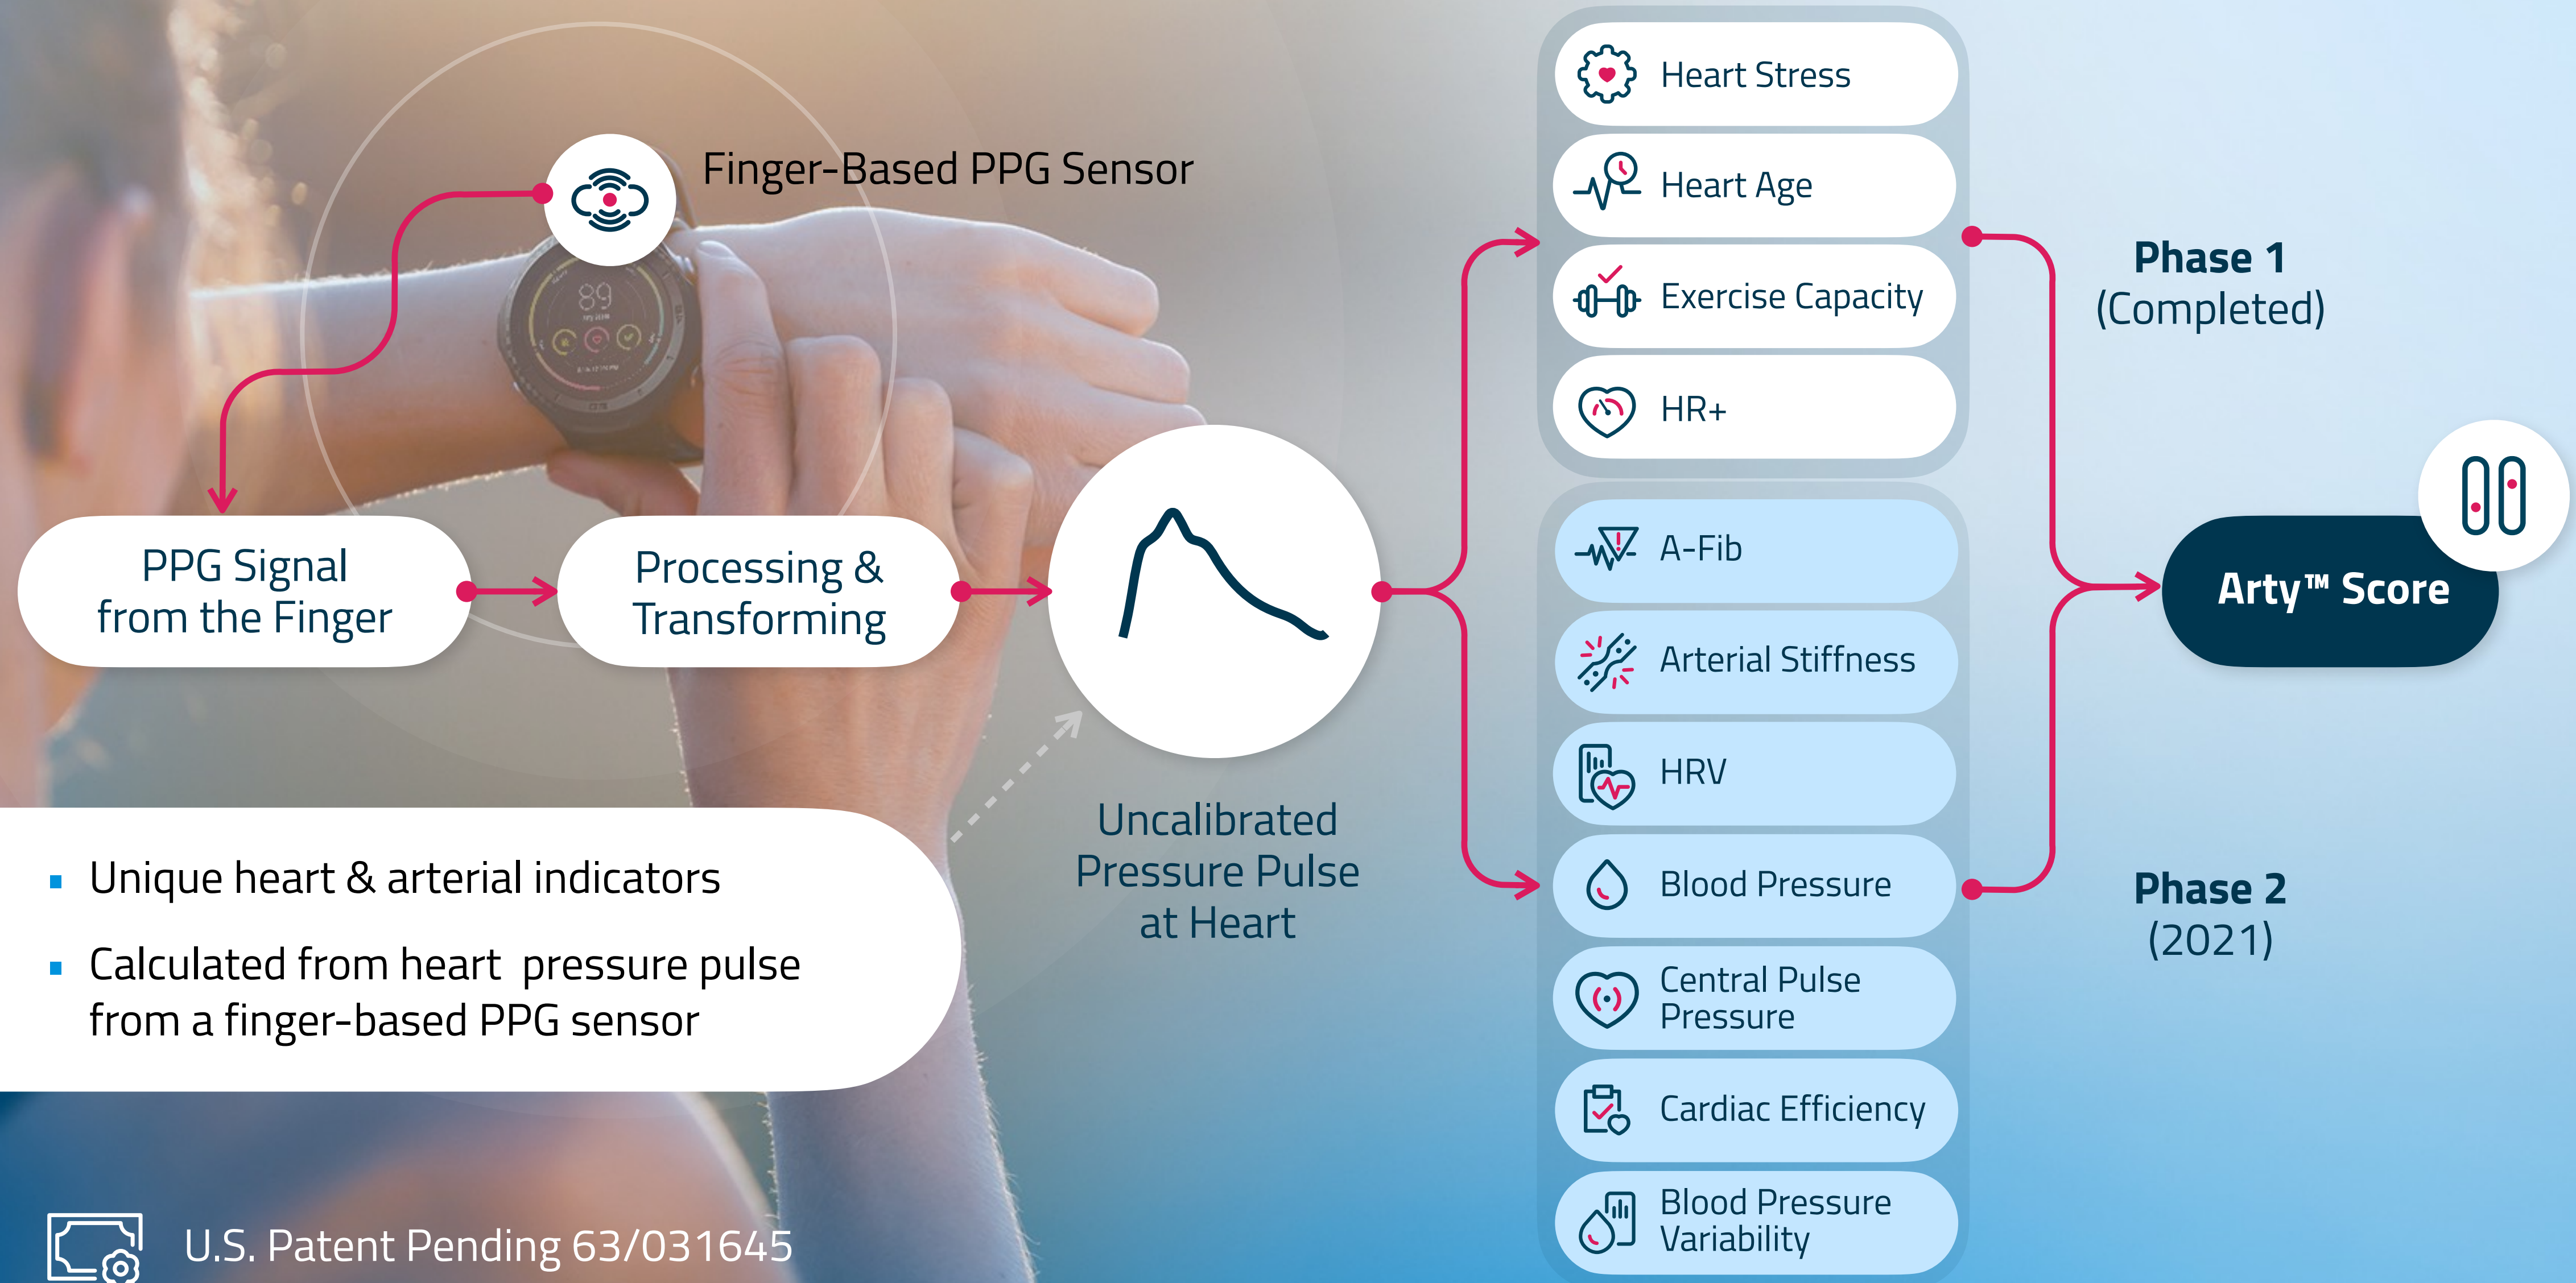 Finger-Based PPG Sensor
89
PPG Signal
from the Finger
Processing &
Transforming
Uncalibrated
Pressure Pulse
at Heart
▪ Unique heart & arterial indicators
▪ Calculated from heart pressure pulse
from a finger-based PPG sensor
U.S. Patent Pending 63/031645
Heart Stress
Heart Age
Exercise Capacity
HR+
A-Fib
Arterial Stiffness
HRV
Blood Pressure
Central Pulse
Pressure
Cardiac Efficiency
Blood Pressure
Variability
Phase 1
(Completed)
Arty™ Score
Phase 2
(2021)